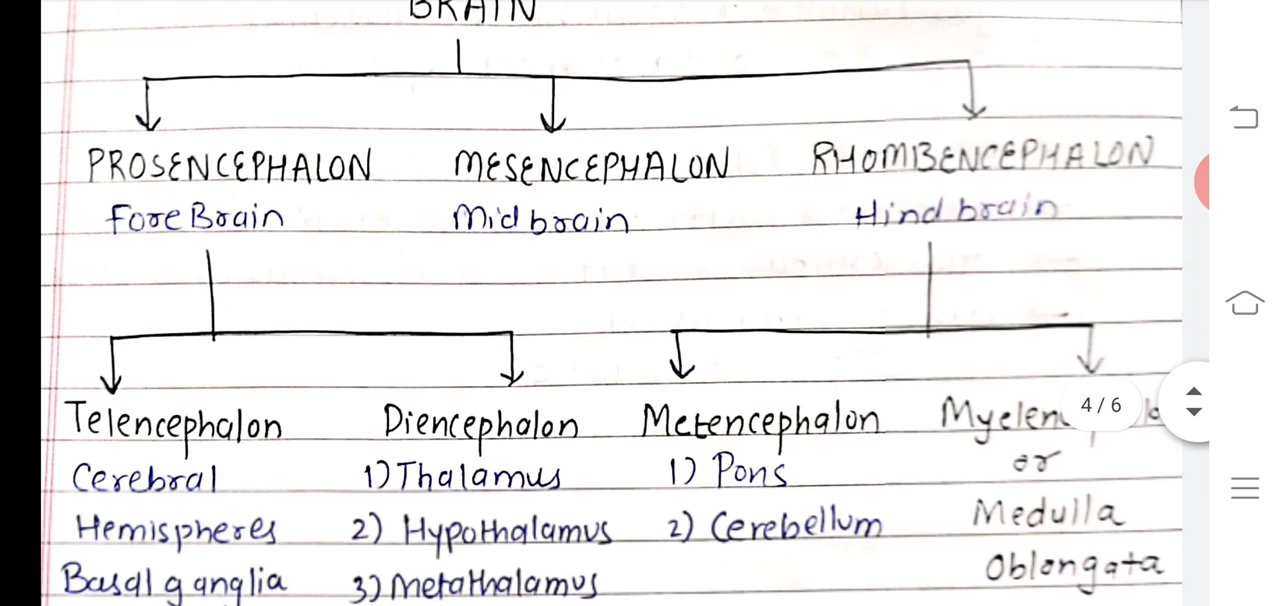 BRAIN
PROSENCEPHALON MESENCEPHALON RHOMBENCEPHALON
Fore Brain Mid brain Hind brain
Telencephalon Diencephalon Metencephalon
Cerebral 1) Thalamus 1) Pons or
Hemispheres 2) Hypothalamus 2) Cerebellum Medulla
Basal ganglia 3) Metathalamus Oblongata
4 / 6